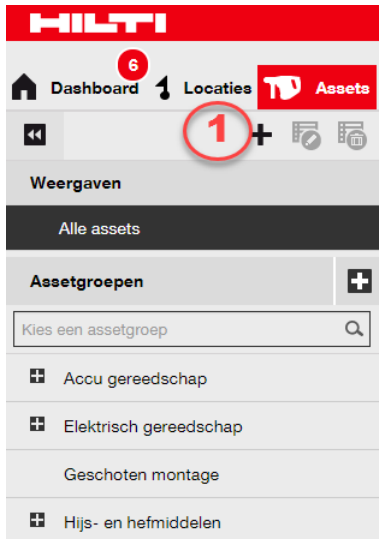 HILTI
6
Dashboard Locaties Assets
1
Weergaven
Alle assets
Assetgroepen
Kies een assetgroep
Accu gereedschap
Elektrisch gereedschap
Geschoten montage
Hijs- en hefmiddelen